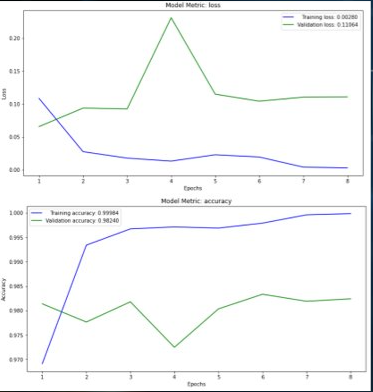 Model Metric: loss
Training loss: 0.00280
Validation loss: 0.11064
Loss
0.20
0.15
0.10
0.05
0.00
1 2 3 4 5 6 7 8
Epochs
Model Metric: accuracy
Training accuracy: 0.99984
Validation accuracy: 0.98240
Accuracy
1.000
0.995
0.990
0.985
0.980
0.975
0.970
1 2 3 4 5 6 7 8
Epochs